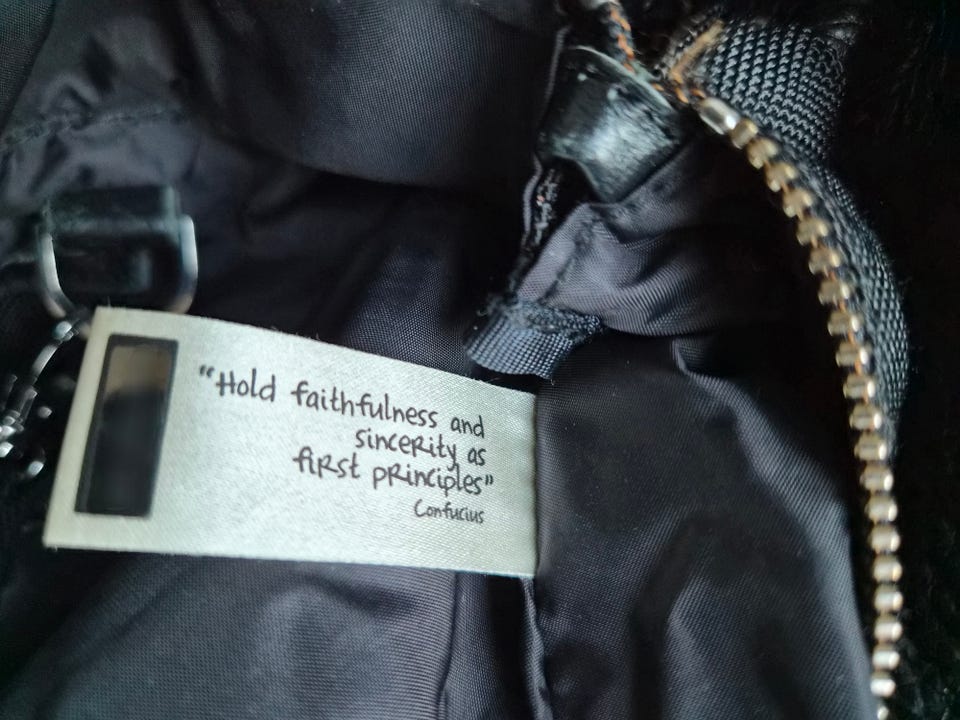 "Hold faithfulness and
sincerity as
first principles"
Confucius